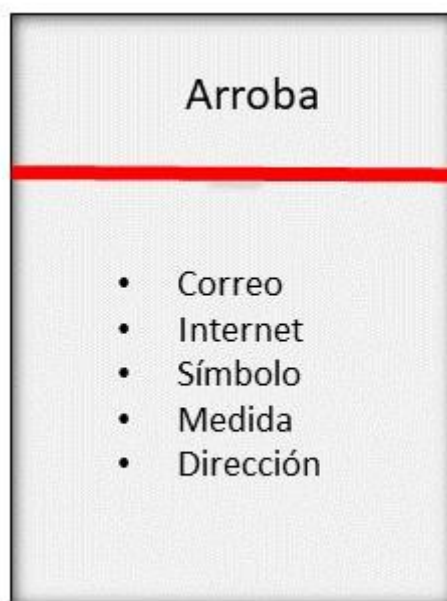 Arroba
• Correo
• Internet
• Símbolo
• Medida
• Dirección